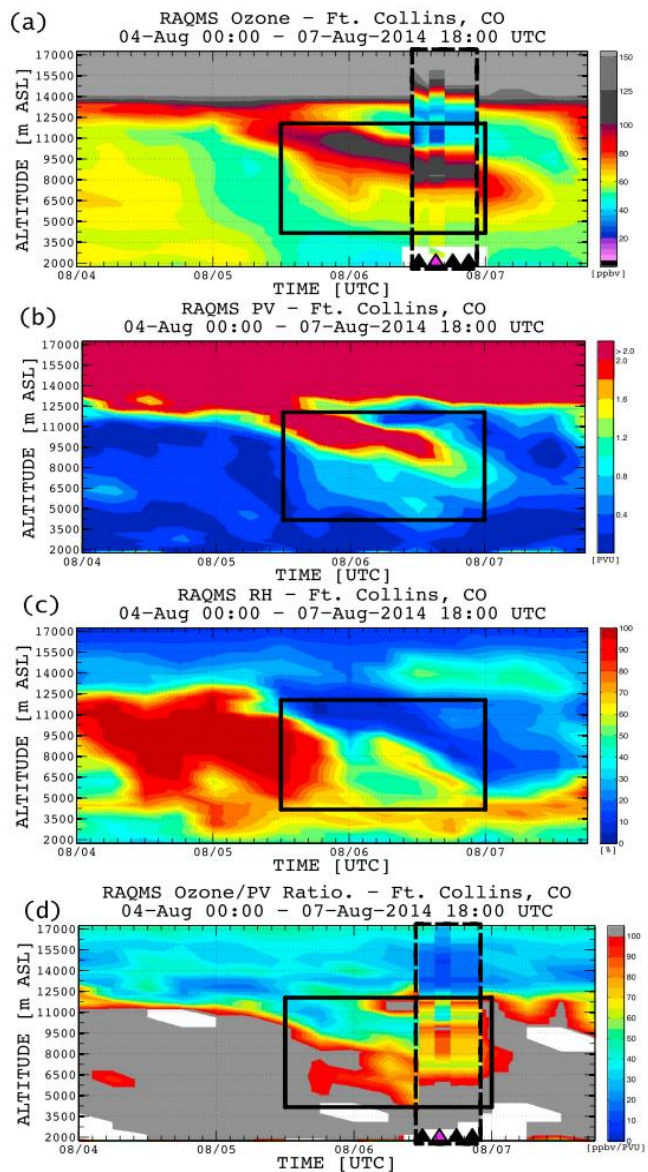 (a)
RAQMS Ozone – Ft. Collins, CO
04–Aug 00:00 – 07–Aug–2014 18:00 UTC
ALTITUDE [m ASL]
17000
14000
12500
11000
9500
8000
6500
5000
3500
2000
150
100
80
60
40
20
0
[ppbv]
08/04 08/05 08/06 08/07
TIME [UTC]
(b)
RAQMS PV – Ft. Collins, CO
04–Aug 00:00 – 07–Aug–2014 18:00 UTC
ALTITUDE [m ASL]
17000
14000
12500
11000
9500
8000
6500
5000
3500
2000
> 2.0
1.6
1.2
0.8
0.4
[PVU]
08/04 08/05 08/06 08/07
TIME [UTC]
(c)
RAQMS RH – Ft. Collins, CO
04–Aug 00:00 – 07–Aug–2014 18:00 UTC
ALTITUDE [m ASL]
17000
14000
12500
11000
9500
8000
6500
5000
3500
2000
100
90
80
70
60
50
40
30
20
10
0
[%]
08/04 08/05 08/06 08/07
TIME [UTC]
(d)
RAQMS Ozone/PV Ratio. – Ft. Collins, CO
04–Aug 00:00 – 07–Aug–2014 18:00 UTC
ALTITUDE [m ASL]
17000
14000
12500
11000
9500
8000
6500
5000
3500
2000
100
90
80
70
60
50
40
30
20
10
0
[ppbv/PVU]
08/04 08/05 08/06 08/07
TIME [UTC]